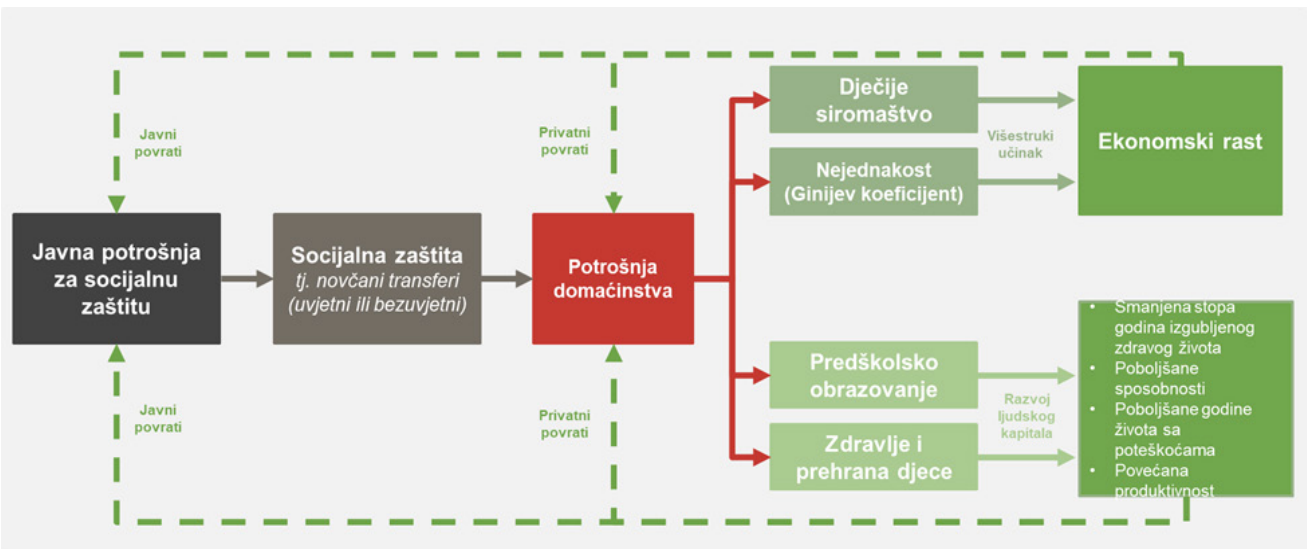 Javni
povrati
Privatni
povrati
Dječije
siromaštvo
Nejednakost
(Ginijev koeficijent)
Višestruki
učinak
Ekonomski rast
Javna potrošnja
za socijalnu
zaštitu
Socijalna zaštita
tj. novčani transferi
(uvjetni ili bezuvjetni)
Potrošnja
domaćinstva
Javni
povrati
Privatni
povrati
Predškolsko
obrazovanje
Zdravlje i
prehrana djece
Razvoj
ljudskog
kapitala
• Smanjena stopa
godina izgubljenog
zdravog života
• Poboljšane
sposobnosti
• Poboljšane godine
života sa
poteškoćama
• Povećana
produktivnost